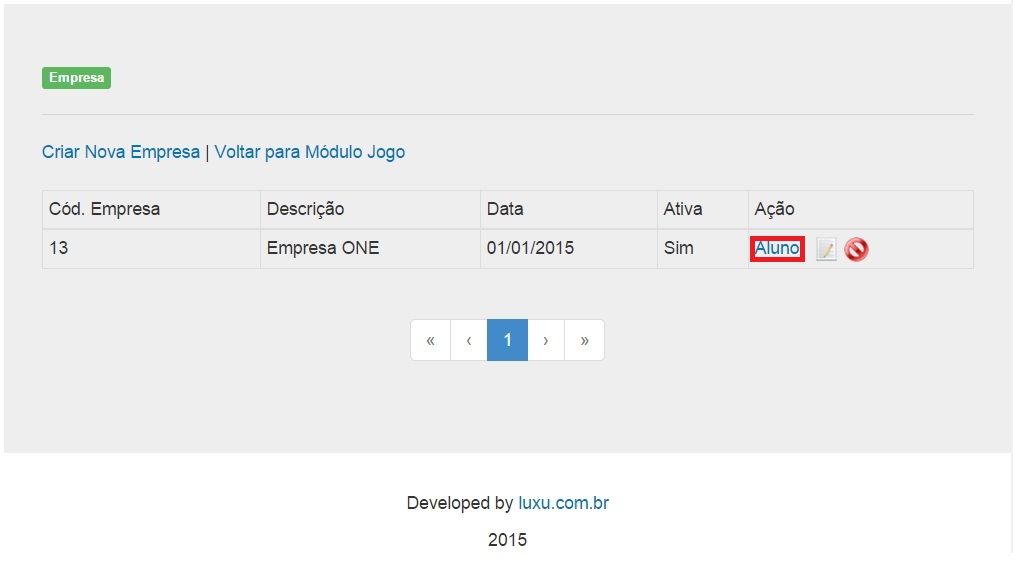 Empresa
Criar Nova Empresa | Voltar para Módulo Jogo
Cód. Empresa Descrição Data Ativa Ação
13 Empresa ONE 01/01/2015 Sim Aluno
« ‹ 1 › »
Developed by luxu.com.br
2015